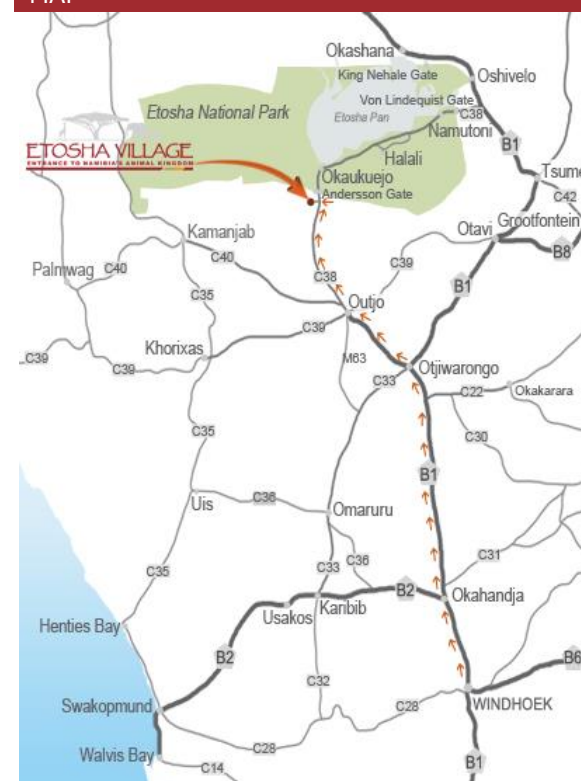 Okashana
King Nehale Gate
Oshivelo
Von Lindequist Gate
Etosha National Park
Etosha Pan
C38
Namutoni
B1
ETOSHA VILLAGE
ENTRANCE TO NAMIBIA'S ANIMAL KINGDOM
Halali
Okaukuejo
Tsume
Andersson Gate
C42
Grootfontein
Kamanjab
Otavi
B8
C40
C39
Palmwag
C40
C38
B1
C35
Outjo
C39
Khorixas
M63
Otjiwarongo
C39
C39
C33
C22
Okakarara
C35
C30
B1
Uis
C36
Omaruru
C31
C33
C36
C35
B2
Okahandja
Usakos
Karibib
Henties Bay
B2
B6
C32
Swakopmund
C28
WINDHOEK
C28
Walvis Bay
C14
B1